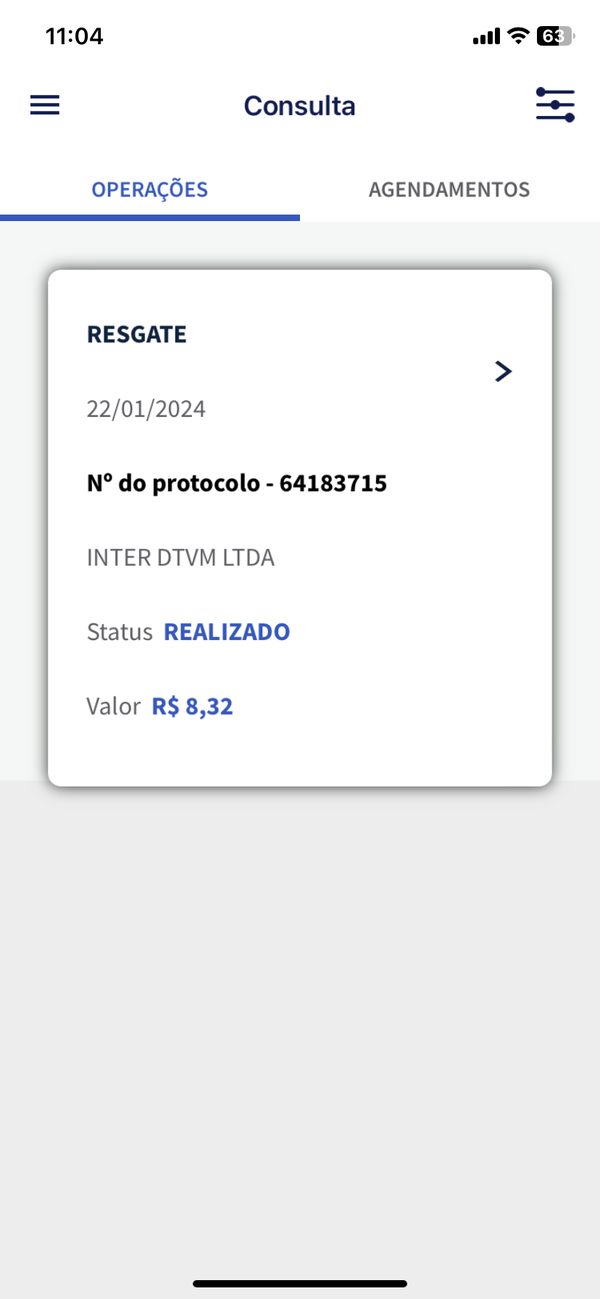 11:04
63
Consulta
OPERAÇÕES
AGENDAMENTOS
RESGATE
22/01/2024
Nº do protocolo - 64183715
INTER DTVM LTDA
Status REALIZADO
Valor R$ 8,32